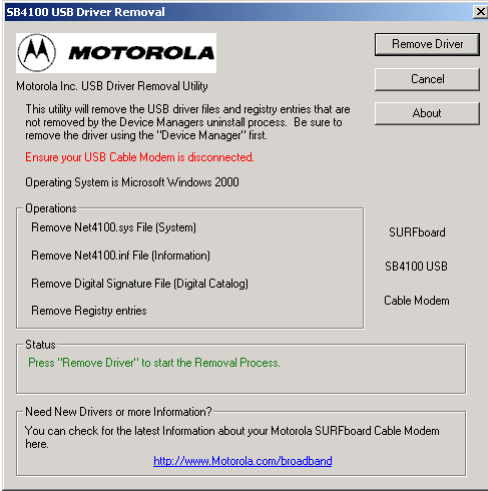 SB4100 USB Driver Removal
MOTOROLA
Remove Driver
Cancel
About
Motorola Inc. USB Driver Removal Utility
This utility will remove the USB driver files and registry entries that are
not removed by the Device Managers uninstall process. Be sure to
remove the driver using the "Device Manager" first.
Ensure your USB Cable Modem is disconnected.
Operating System is Microsoft Windows 2000
Operations
Remove Net4100.sys File (System)
Remove Net4100.inf File (Information)
Remove Digital Signature File (Digital Catalog)
Remove Registry entries
SURFboard
SB4100 USB
Cable Modem
Status
Press "Remove Driver" to start the Removal Process.
Need New Drivers or more Information?
You can check for the latest Information about your Motorola SURFboard Cable Modem
here.
http://www.Motorola.com/broadband